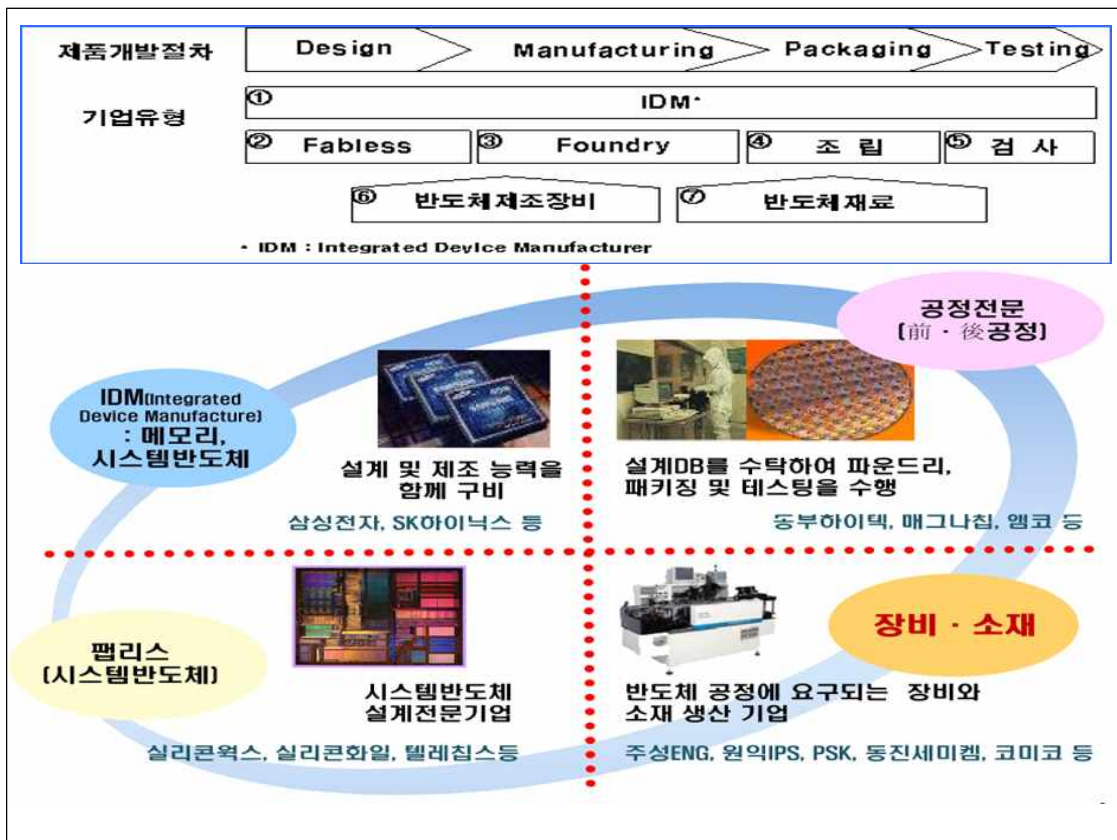 제품개발절차
Design
Manufacturing
Packaging
Testing
기업유형
① IDM*
② Fabless
③ Foundry
④ 조 립
⑤ 검 사
⑥ 반도체제조장비
⑦ 반도체재료
* IDM : Integrated Device Manufacturer
IDM(Integrated
Device Manufacture)
: 메모리,
시스템반도체
설계 및 제조 능력을
함께 구비
삼성전자, SK하이닉스 등
공정전문
(前 · 後공정)
설계DB를 수탁하여 파운드리,
패키징 및 테스팅을 수행
동부하이텍, 매그나칩, 앰코 등
팹리스
(시스템반도체)
시스템반도체
설계전문기업
실리콘웍스, 실리콘화일, 텔레칩스등
장비 · 소재
반도체 공정에 요구되는 장비와
소재 생산 기업
주성ENG, 원익IPS, PSK, 동진세미켐, 코미코 등